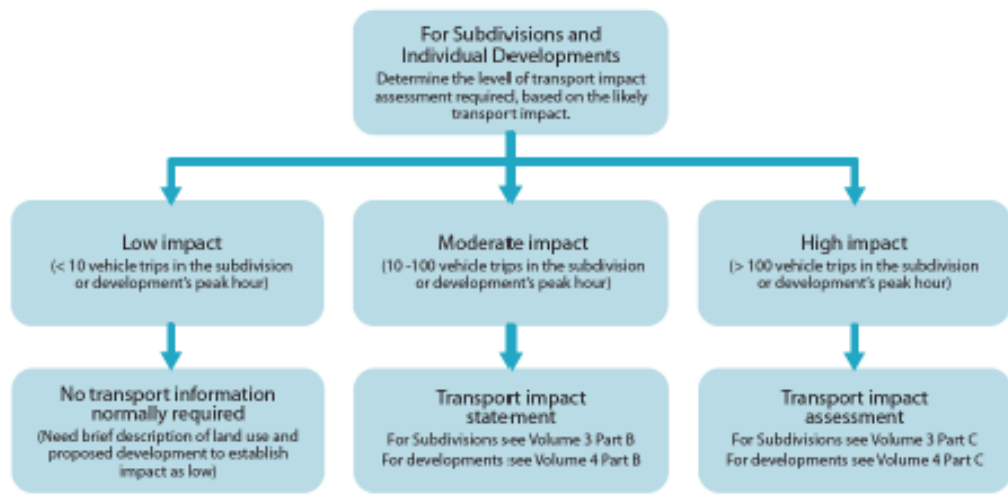 For Subdivisions and
Individual Developments
Determine the level of transport impact
assessment required, based on the likely
transport impact.
Low impact
(< 10 vehicle trips in the subdivision
or development's peak hour)
Moderate impact
(10 -100 vehicle trips in the subdivision
or development's peak hour)
High impact
(> 100 vehicle trips in the subdivision
or development's peak hour)
No transport information
normally required
(Need brief description of land use and
proposed development to establish
impact as low)
Transport impact
statement
For Subdivisions see Volume 3 Part B
For developments see Volume 4 Part B
Transport impact
assessment
For Subdivisions see Volume 3 Part C
For developments see Volume 4 Part C